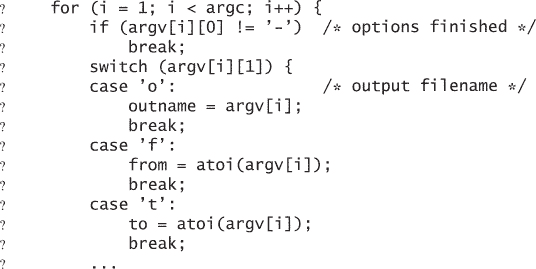 ?     for (i = 1; i < argc; i++) {
?         if (argv[i][0] != '-')  /* options finished */
?             break;
?         switch (argv[i][1]) {
?         case 'o':               /* output filename */
?             outname = argv[i];
?             break;
?         case 'f':
?             from = atoi(argv[i]);
?             break;
?         case 't':
?             to = atoi(argv[i]);
?             break;
?         ...